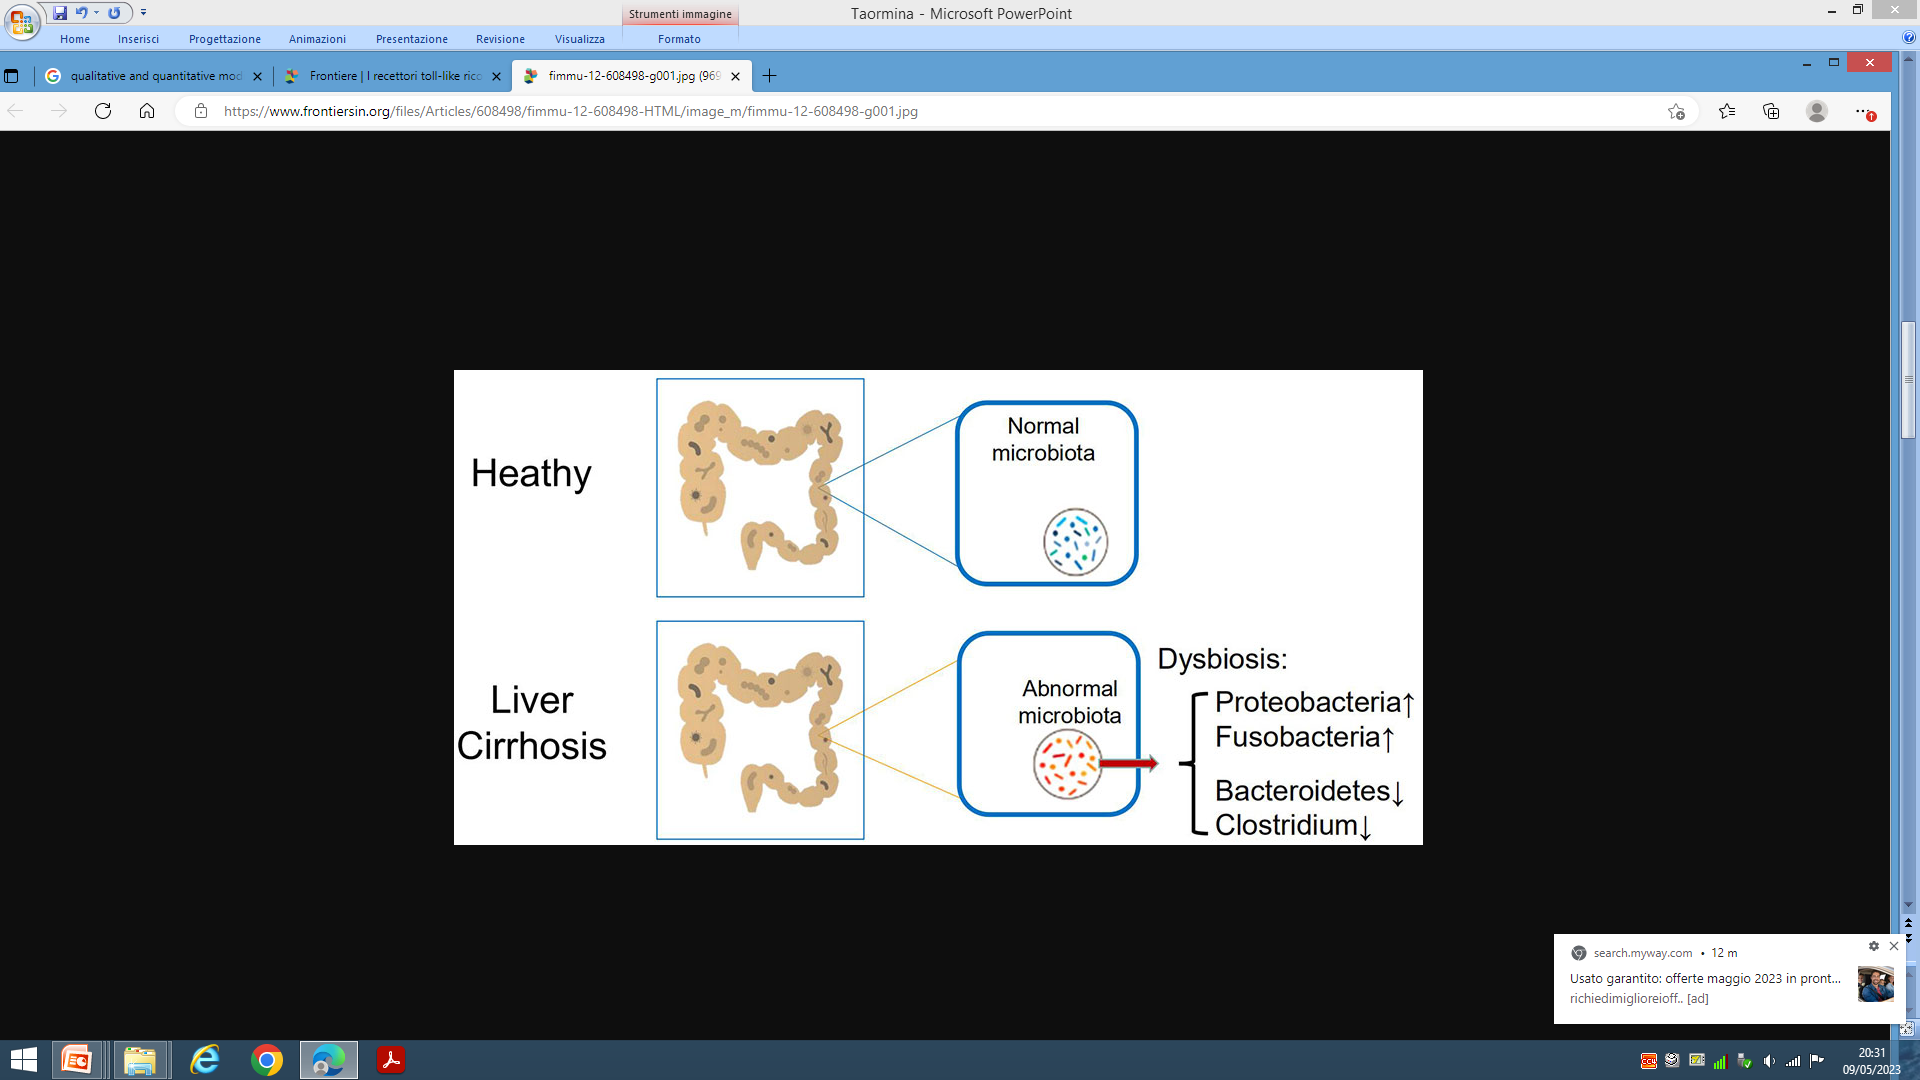 Strumenti immagine
Taormina - Microsoft PowerPoint
Home Inserisci Progettazione Animazioni Presentazione Revisione Visualizza Formato
qualitative and quantitative mod
Frontiere | I recettori toll-like rico
fimmu-12-608498-g001.jpg (969
https://www.frontiersin.org/files/Articles/608498/fimmu-12-608498-HTML/image_m/fimmu-12-608498-g001.jpg
Heathy
Normal
microbiota
Liver
Cirrhosis
Abnormal
microbiota
Dysbiosis:
Proteobacteria↑
Fusobacteria↑
Bacteroidetes↓
Clostridium↓
search.myway.com • 12 m
Usato garantito: offerte maggio 2023 in pront...
richiedimiglioreioff.. [ad]
20:31
09/05/2023